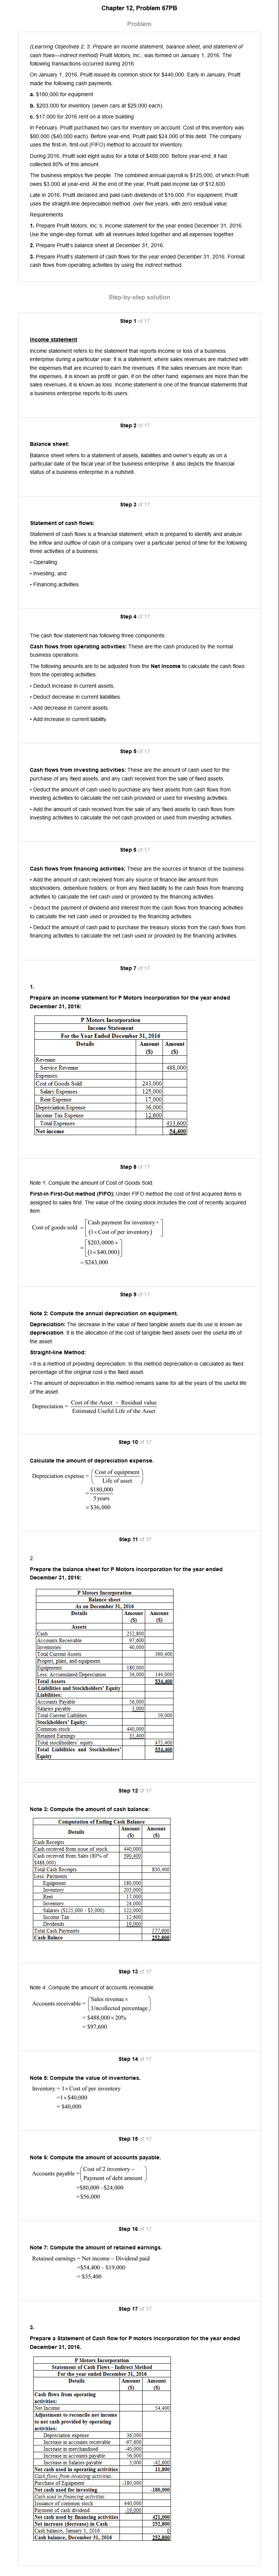 Chapter 12, Problem 67PB
Problem
(Learning Objectives 2, 3: Prepare an income statement, balance sheet, and statement of
cash flows—indirect method) Pruitt Motors, Inc., was formed on January 1, 2016. The
following transactions occurred during 2016:
On January 1, 2016, Pruitt issued its common stock for $440,000. Early in January, Pruitt
made the following cash payments:
a. $180,000 for equipment
b. $203,000 for inventory (seven cars at $29,000 each)
c. $17,000 for 2016 rent on a store building
In February, Pruitt purchased two cars for inventory on account. Cost of this inventory was
$80,000 ($40,000 each). Before year-end, Pruitt paid $24,000 of this debt. The company
uses the first-in, first-out (FIFO) method to account for inventory.
During 2016, Pruitt sold eight autos for a total of $488,000. Before year-end, it had
collected 80% of this amount.
The business employs five people. The combined annual payroll is $125,000, of which Pruitt
owes $3,000 at year-end. At the end of the year, Pruitt paid income tax of $12,600.
Late in 2016, Pruitt declared and paid cash dividends of $19,000. For equipment, Pruitt
uses the straight-line depreciation method, over five years, with zero residual value.
Requirements
1. Prepare Pruitt Motors, Inc.'s, income statement for the year ended December 31, 2016.
Use the single-step format, with all revenues listed together and all expenses together.
2. Prepare Pruitt's balance sheet at December 31, 2016.
3. Prepare Pruitt's statement of cash flows for the year ended December 31, 2016. Format
cash flows from operating activities by using the indirect method.
Step-by-step solution
Step 1 of 17
Income statement
Income statement refers to the statement that reports income or loss of a business
enterprise during a particular year. It is a statement, where sales revenues are matched with
the expenses that are incurred to earn the revenues. If the sales revenues are more than
the expenses, it is known as profit or gain, if on the other hand, expenses are more than the
sales revenues, it is known as loss. Income statement is one of the financial statements that
a business enterprise reports to its users.
Step 2 of 17
Balance sheet:
Balance sheet refers to a statement of assets, liabilities and owner's equity as on a
particular date of the fiscal year of the business enterprise. It also depicts the financial
status of a business enterprise in a nutshell.
Step 3 of 17
Statement of cash flows:
Statement of cash flows is a financial statement, which is prepared to identify and analyze
the inflow and outflow of cash of a company over a particular period of time for the following
three activities of a business:
• Operating
• Investing, and
• Financing activities
Step 4 of 17
The cash flow statement has following three components:
Cash flows from operating activities: These are the cash produced by the normal
business operations.
The following amounts are to be adjusted from the Net Income to calculate the cash flows
from the operating activities:
• Deduct increase in current assets.
• Deduct decrease in current liabilities.
• Add decrease in current assets.
• Add increase in current liability.
Step 5 of 17
Cash flows from investing activities: These are the amount of cash used for the
purchase of any fixed assets, and any cash received from the sale of fixed assets.
• Deduct the amount of cash used to purchase any fixed assets from cash flows from
investing activities to calculate the net cash provided or used for investing activities.
• Add the amount of cash received from the sale of any fixed assets to cash flows from
investing activities to calculate the net cash provided or used from investing activities.
Step 6 of 17
Cash flows from financing activities: These are the sources of finance of the business.
• Add the amount of cash received from any source of finance like amount from
stockholders, debenture holders, or from any fixed liability to the cash flows from financing
activities to calculate the net cash used or provided by the financing activities.
• Deduct the payment of dividend and interest from the cash flows from financing activities
to calculate the net cash used or provided by the financing activities.
• Deduct the amount of cash paid to purchase the treasury stocks from the cash flows from
financing activities to calculate the net cash used or provided by the financing activities.
Step 7 of 17
1.
Prepare an income statement for P Motors Incorporation for the year ended
December 31, 2016:
P Motors Incorporation
Income Statement
For the Year Ended December 31, 2016
Details Amount Amount
($) ($)
Revenue:
Service Revenue 488,000
Expenses:
Cost of Goods Sold 243,000
Salary Expenses 125,000
Rent Expense 17,000
Depreciation Expense 36,000
Income Tax Expense 12,600
Total Expenses 433,600
Net income 54,400
Step 8 of 17
Note 1: Compute the amount of Cost of Goods Sold.
First-in First-Out method (FIFO): Under FIFO method the cost of first acquired items is
assigned to sales first. The value of the closing stock includes the cost of recently acquired
item.
Cost of goods sold = [Cash payment for inventory +
(1×Cost of per inventory)]
= [$203,0000 +
(1×$40,000)]
= $243,000
Step 9 of 17
Note 2: Compute the annual depreciation on equipment.
Depreciation: The decrease in the value of fixed tangible assets due its use is known as
depreciation. It is the allocation of the cost of tangible fixed assets over the useful life of
the asset.
Straight-line Method:
• It is a method of providing depreciation. In this method depreciation is calculated as fixed
percentage of the original cost o the fixed asset.
• The amount of depreciation in this method remains same for all the years of the useful life
of the asset.
Depreciation = Cost of the Asset − Residual value
Estimated Useful Life of the Asset
Step 10 of 17
Calculate the amount of depreciation expense.
Depreciation expense = (Cost of equipment
Life of asset)
= $180,000
5 years
= $36,000
Step 11 of 17
2.
Prepare the balance sheet for P Motors Incorporation for the year ended
December 31, 2016:
P Motors Incorporation
Balance sheet
As on December 31, 2016
Details Amount Amount
($) ($)
Assets
Cash 252,800
Accounts Receivable 97,600
Inventories 40,000
Total Current Assets 390,400
Propert, plant, and equipment
Equipments 180,000
Less: Accumulated Depreciation 36,000 144,000
Total Assets 534,400
Liabilities and Stockholders' Equity
Liabilities:
Accounts Payable 56,000
Salaries payable 3,000
Total Current Liabilities 59,000
Stockholders' Equity:
Common stock 440,000
Retained Earnings 35,400
Total stockholders' equity 475,400
Total Liabilities and Stockholders' 534,400
Equity
Step 12 of 17
Note 3: Compute the amount of cash balance:
Computation of Ending Cash Balance
Details Amount Amount
($) ($)
Cash Receipts
Cash received from issue of stock 440,000
Cash received from Sales (80% of 390,400
$488,000)
Total Cash Receipts 830,400
Less: Payments
Equipment 180,000
Inventory 203,000
Rent 17,000
Inventory 24,000
Salaries ($125,000 - $3,000) 122,000
Income Tax 12,600
Dividends 19,000
Total Cash Paymnets 577,600
Cash Balnce 252,800
Step 13 of 17
Note 4: Compute the amount of accounts receivable.
Accounts receivable = (Sales revenue ×
Uncollected percentage)
= $488,000 × 20%
= $97,600
Step 14 of 17
Note 5: Compute the value of inventories.
Inventory = 1× Cost of per inventory
=1× $40,000
= $40,000
Step 15 of 17
Note 6: Compute the amount of accounts payable.
Accounts payable = (Cost of 2 inventory −
Payment of debt amount)
=$80,000 −$24,000
=$56,000
Step 16 of 17
Note 7: Compute the amount of retained earnings.
Retained earnings = Net income − Dividend paid
=$54,400 − $19,000
= $35,400
Step 17 of 17
3.
Prepare a Statement of Cash flow for P motors incorporation for the year ended
December 31, 2016.
P Motors Incorporation
Statement of Cash Flows - Indirect Method
For the year ended December 31, 2016
Details Amount Amount
($) ($)
Cash flows from operating
activities:
Net Income 54,400
Adjustment to reconcile net income
to net cash provided by operating
activities:
Depreciation expense 36,000
Increase in accounts receivable -97,600
Increase in merchandised -40,000
Increase in accounts payable 56,000
Increase in Salaries payable 3,000 -42,600
Net cash used in operating activities 11,800
Cash flows from investing activities:
Purchase of Equipment -180,000
Net cash used for investing -180,000
Cash used in financing activities:
Issuance of common stock 440,000
Payment of cash dividend -19,000
Net cash used by financing activities 421,000
Net increase (decrease) in Cash 252,800
Cash balance, January 1, 2016 0
Cash balance, December 31, 2016 252,800